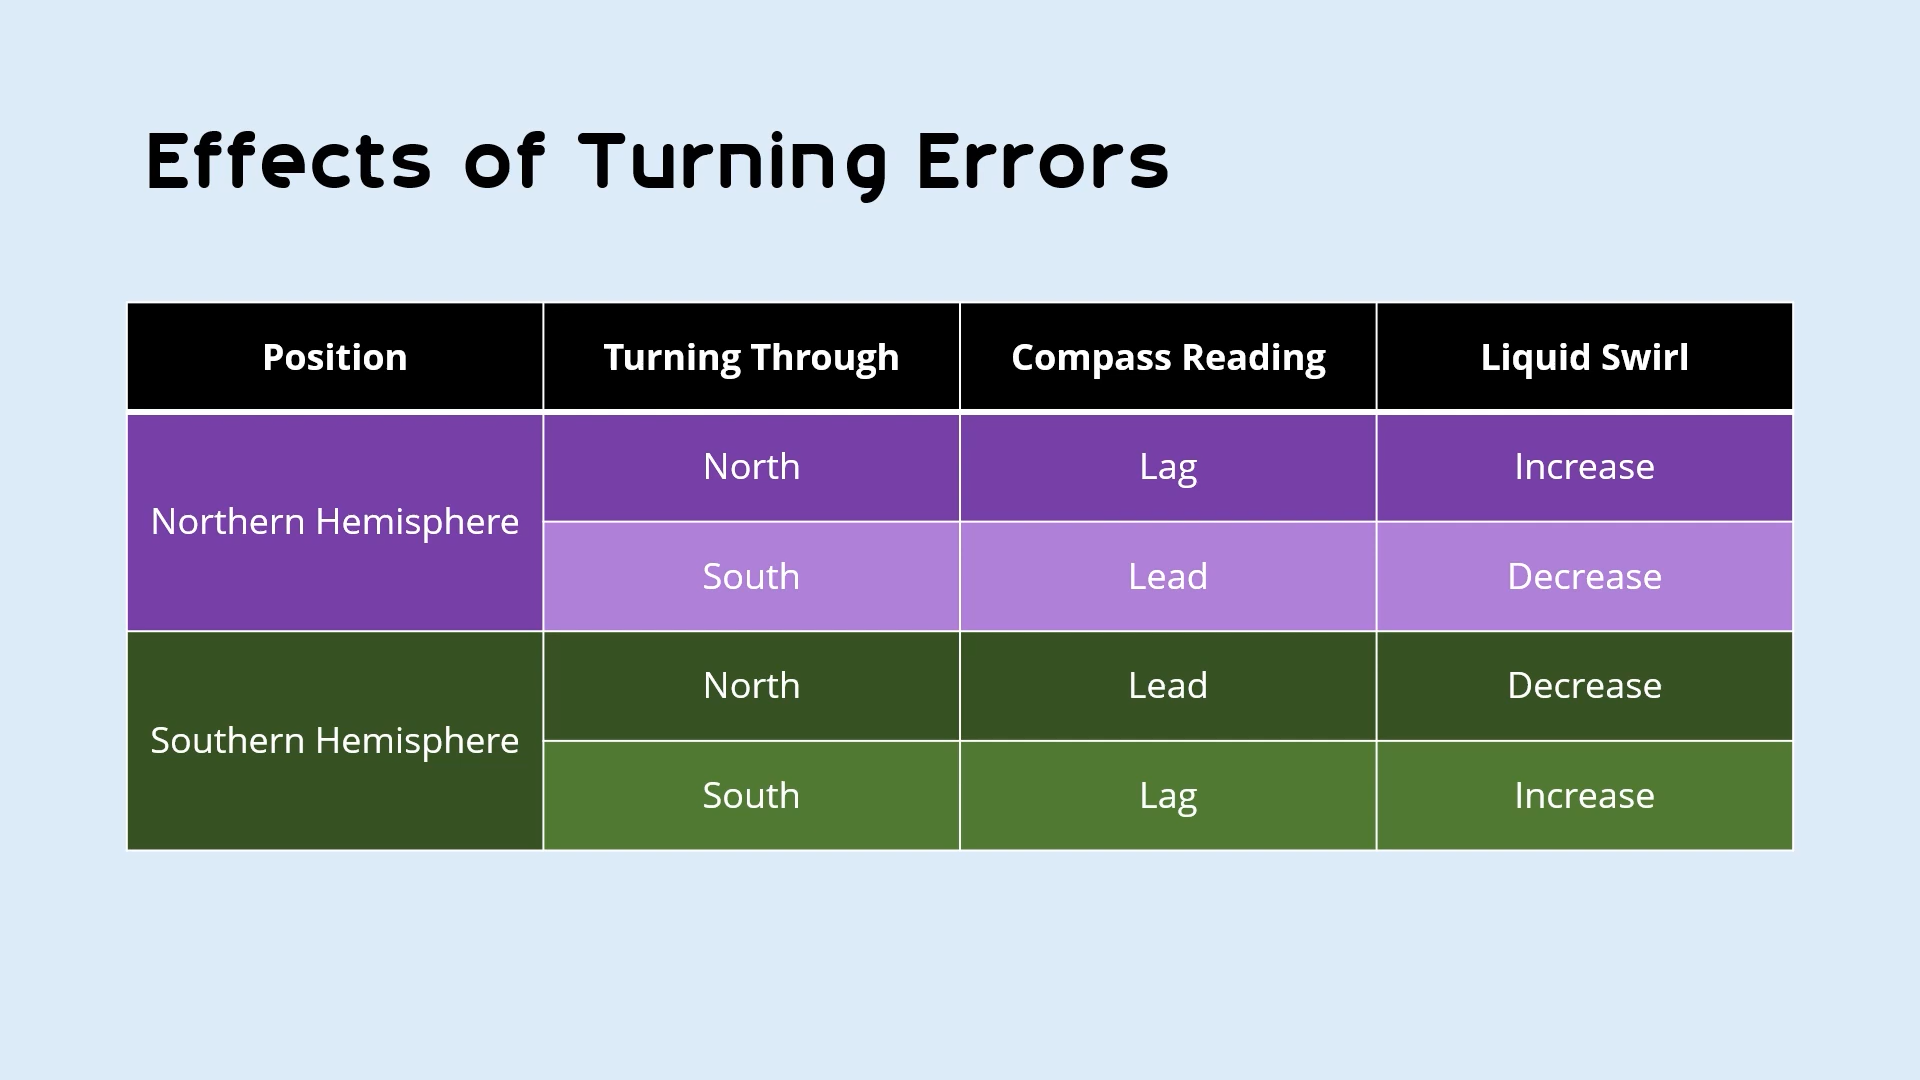 Effects of Turning Errors
Position Turning Through Compass Reading Liquid Swirl
Northern Hemisphere
North Lag Increase
South Lead Decrease
Southern Hemisphere
North Lead Decrease
South Lag Increase